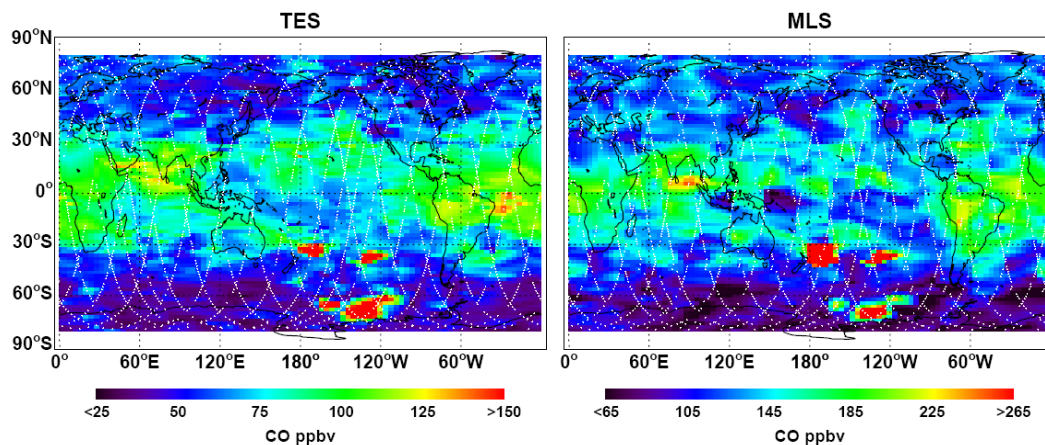 TES MLS
90°N
60°N
30°N
0°
30°S
60°S
90°S
0° 60°E 120°E 180° 120°W 60°W 0° 60°E 120°E 180° 120°W 60°W
<25 50 75 100 125 >150 <65 105 145 185 225 >265
CO ppbv CO ppbv